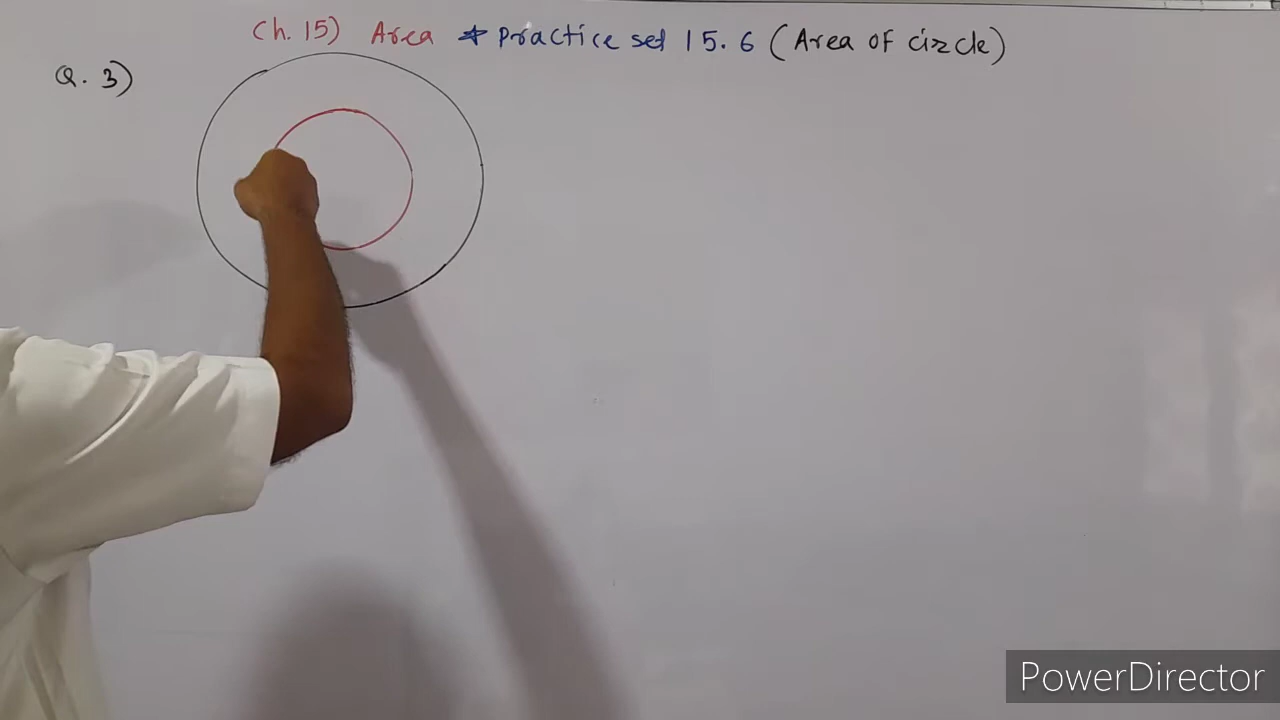 Ch. 15) Area * Practice set 15.6 (Area of circle)
Q. 3)
PowerDirector